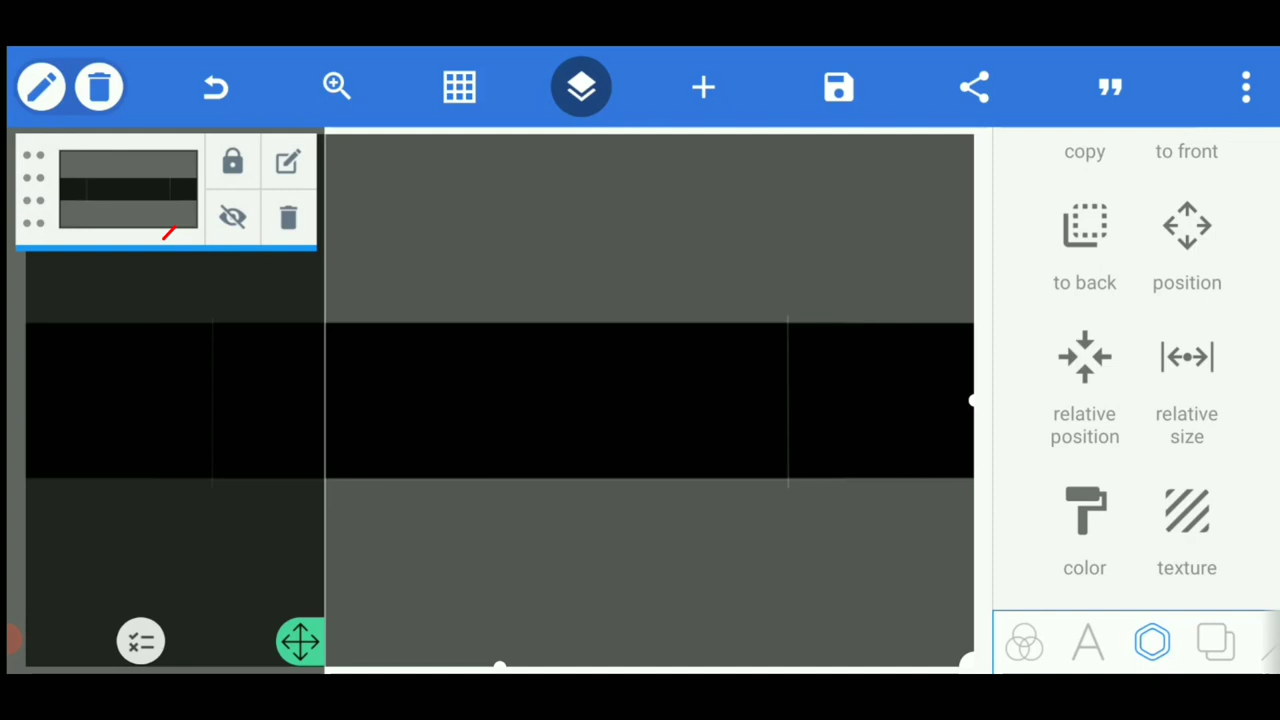 copy
to front
to back
position
relative
position
relative
size
color
texture